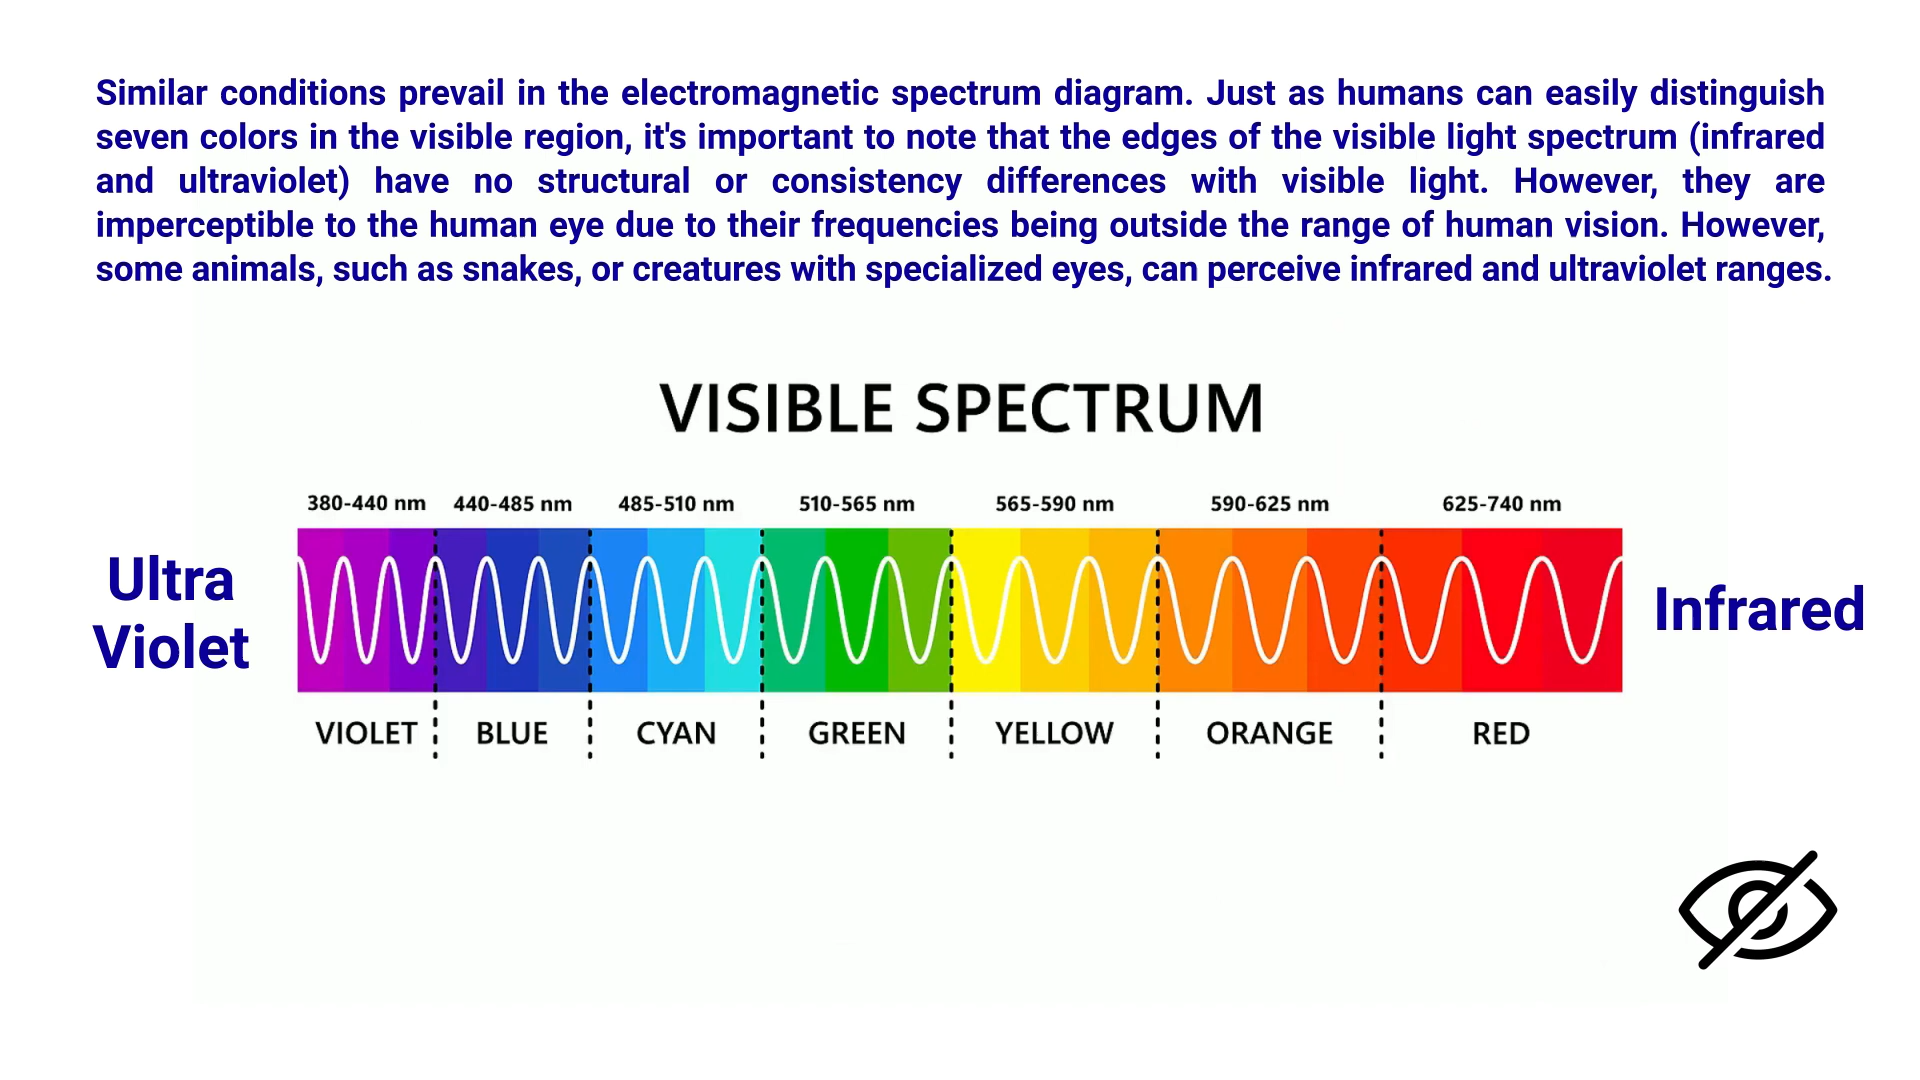 Similar conditions prevail in the electromagnetic spectrum diagram. Just as humans can easily distinguish
seven colors in the visible region, it's important to note that the edges of the visible light spectrum (infrared
and ultraviolet) have no structural or consistency differences with visible light. However, they are
imperceptible to the human eye due to their frequencies being outside the range of human vision. However,
some animals, such as snakes, or creatures with specialized eyes, can perceive infrared and ultraviolet ranges.
VISIBLE SPECTRUM
380-440 nm 440-485 nm 485-510 nm 510-565 nm 565-590 nm 590-625 nm 625-740 nm
Ultra
Violet
Infrared
VIOLET BLUE CYAN GREEN YELLOW ORANGE RED